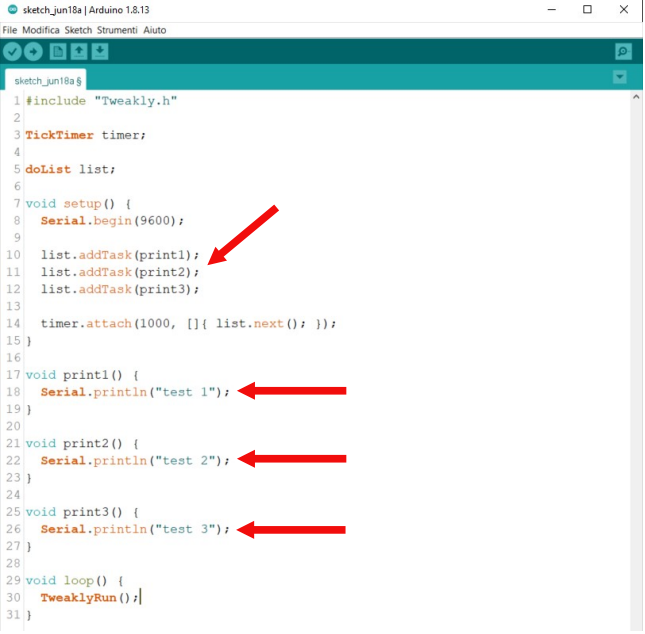 sketch_jun18a | Arduino 1.8.13
File Modifica Sketch Strumenti Aiuto
sketch_jun18a §
1 #include "Tweakly.h"
2
3 TickTimer timer;
4
5 doList list;
6
7 void setup() {
8   Serial.begin(9600);
9
10   list.addTask(print1);
11   list.addTask(print2);
12   list.addTask(print3);
13
14   timer.attach(1000, []{ list.next(); });
15 }
16
17 void print1() {
18   Serial.println("test 1");
19 }
20
21 void print2() {
22   Serial.println("test 2");
23 }
24
25 void print3() {
26   Serial.println("test 3");
27 }
28
29 void loop() {
30   TweaklyRun();
31 }